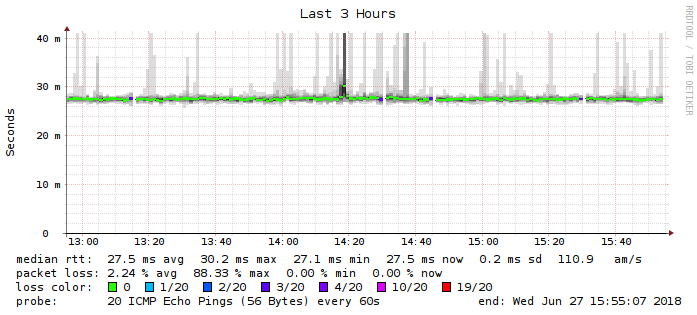 Last 3 Hours
RRDTOOL / TOBI OETIKER
Seconds
40 m
30 m
20 m
10 m
0
13:00 13:20 13:40 14:00 14:20 14:40 15:00 15:20 15:40
median rtt: 27.5 ms avg 30.2 ms max 27.1 ms min 27.5 ms now 0.2 ms sd 110.9 am/s
packet loss: 2.24 % avg 88.33 % max 0.00 % min 0.00 % now
loss color: 0 1/20 2/20 3/20 4/20 10/20 19/20
probe: 20 ICMP Echo Pings (56 Bytes) every 60s end: Wed Jun 27 15:55:07 2018